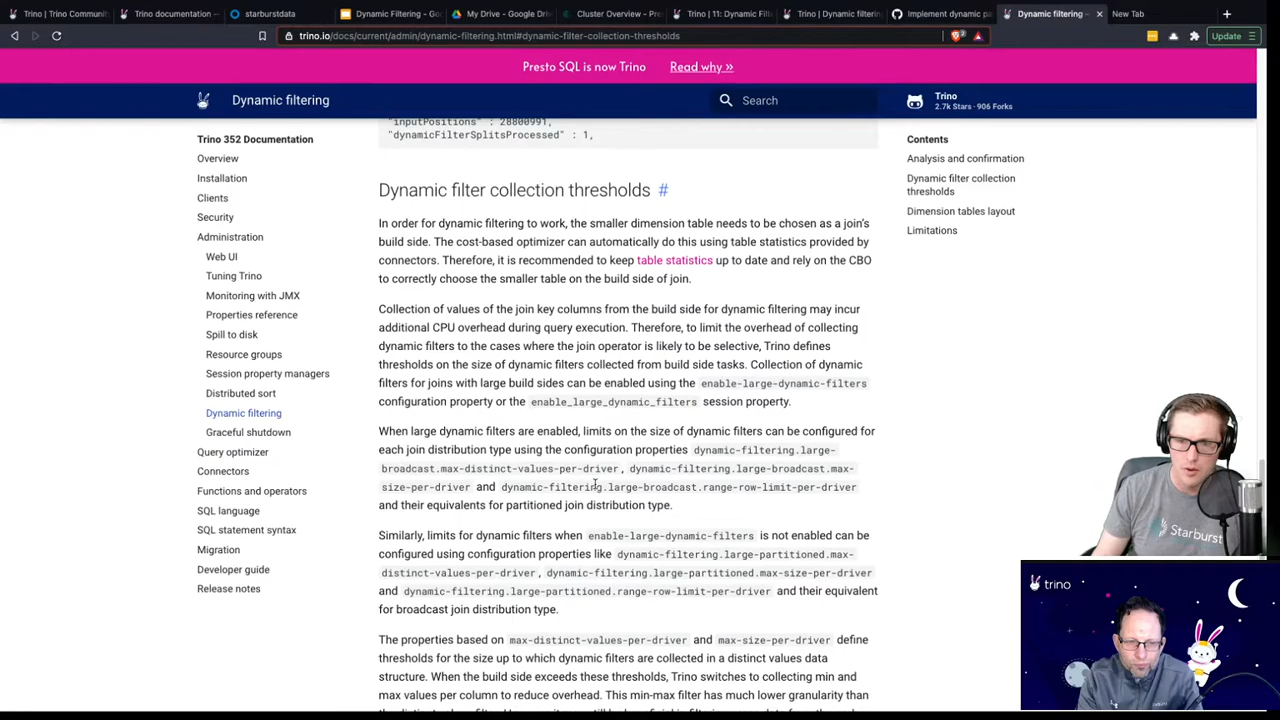 Trino | Trino Communi
Trino documentation —
starburstdata
Dynamic Filtering - Goo
My Drive - Google Dri
Cluster Overview - Pre
Trino | 11: Dynamic Filt
Trino | Dynamic filterin
Implement dynamic pa
Dynamic filtering —
New Tab
trino.io/docs/current/admin/dynamic-filtering.html#dynamic-filter-collection-thresholds
Update
Presto SQL is now Trino Read why »
Dynamic filtering
Search
Trino
2.7k Stars · 906 Forks
Trino 352 Documentation
Overview
Installation
Clients
Security
Administration
Web UI
Tuning Trino
Monitoring with JMX
Properties reference
Spill to disk
Resource groups
Session property managers
Distributed sort
Dynamic filtering
Graceful shutdown
Query optimizer
Connectors
Functions and operators
SQL language
SQL statement syntax
Migration
Developer guide
Release notes
"inputPositions" : 28800991,
"dynamicFilterSplitsProcessed" : 1,
Dynamic filter collection thresholds #
In order for dynamic filtering to work, the smaller dimension table needs to be chosen as a join's
build side. The cost-based optimizer can automatically do this using table statistics provided by
connectors. Therefore, it is recommended to keep table statistics up to date and rely on the CBO
to correctly choose the smaller table on the build side of join.
Collection of values of the join key columns from the build side for dynamic filtering may incur
additional CPU overhead during query execution. Therefore, to limit the overhead of collecting
dynamic filters to the cases where the join operator is likely to be selective, Trino defines
thresholds on the size of dynamic filters collected from build side tasks. Collection of dynamic
filters for joins with large build sides can be enabled using the enable-large-dynamic-filters
configuration property or the enable_large_dynamic_filters session property.
When large dynamic filters are enabled, limits on the size of dynamic filters can be configured for
each join distribution type using the configuration properties dynamic-filtering.large-
broadcast.max-distinct-values-per-driver, dynamic-filtering.large-broadcast.max-
size-per-driver and dynamic-filtering.large-broadcast.range-row-limit-per-driver
and their equivalents for partitioned join distribution type.
Similarly, limits for dynamic filters when enable-large-dynamic-filters is not enabled can be
configured using configuration properties like dynamic-filtering.large-partitioned.max-
distinct-values-per-driver, dynamic-filtering.large-partitioned.max-size-per-driver
and dynamic-filtering.large-partitioned.range-row-limit-per-driver and their equivalent
for broadcast join distribution type.
The properties based on max-distinct-values-per-driver and max-size-per-driver define
thresholds for the size up to which dynamic filters are collected in a distinct values data
structure. When the build side exceeds these thresholds, Trino switches to collecting min and
max values per column to reduce overhead. This min-max filter has much lower granularity than
Contents
Analysis and confirmation
Dynamic filter collection
thresholds
Dimension tables layout
Limitations
Starburst
trino